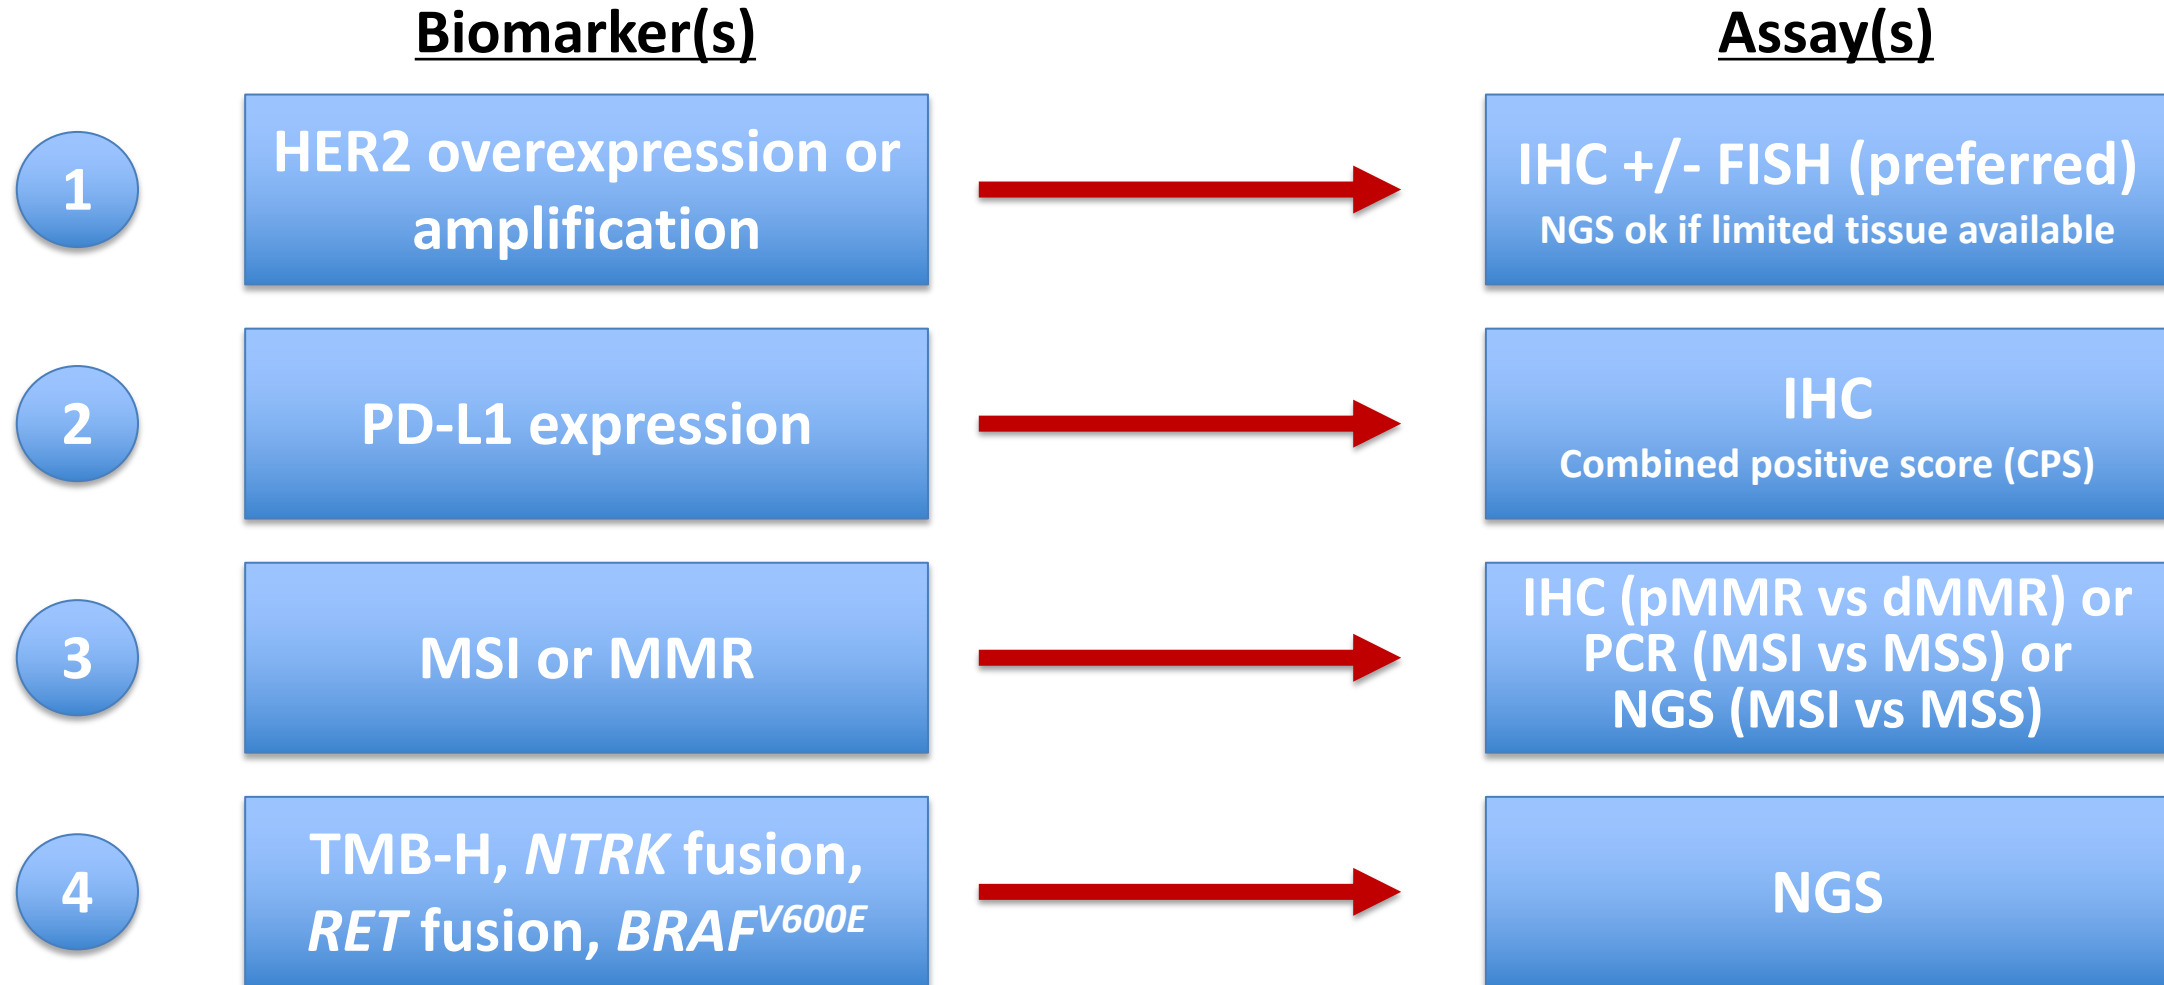 Biomarker(s)
Assay(s)
1
HER2 overexpression or
amplification
IHC +/- FISH (preferred)
NGS ok if limited tissue available
2
PD-L1 expression
IHC
Combined positive score (CPS)
3
MSI or MMR
IHC (pMMR vs dMMR) or
PCR (MSI vs MSS) or
NGS (MSI vs MSS)
4
TMB-H, NTRK fusion,
RET fusion, BRAFV600E
NGS